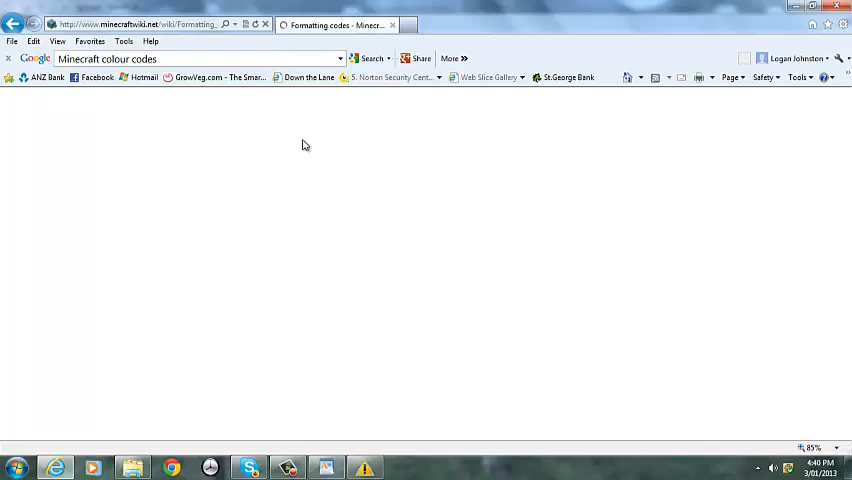 http://www.minecraftwiki.net/wiki/Formatting_
Formatting codes - Minecr...
File Edit View Favorites Tools Help
Google Minecraft colour codes Search Share More » Logan Johnston
ANZ Bank Facebook Hotmail GrowVeg.com - The Smar... Down the Lane 5. Norton Security Cent... Web Slice Gallery St.George Bank Page Safety Tools
85%
4:40 PM
3/01/2013